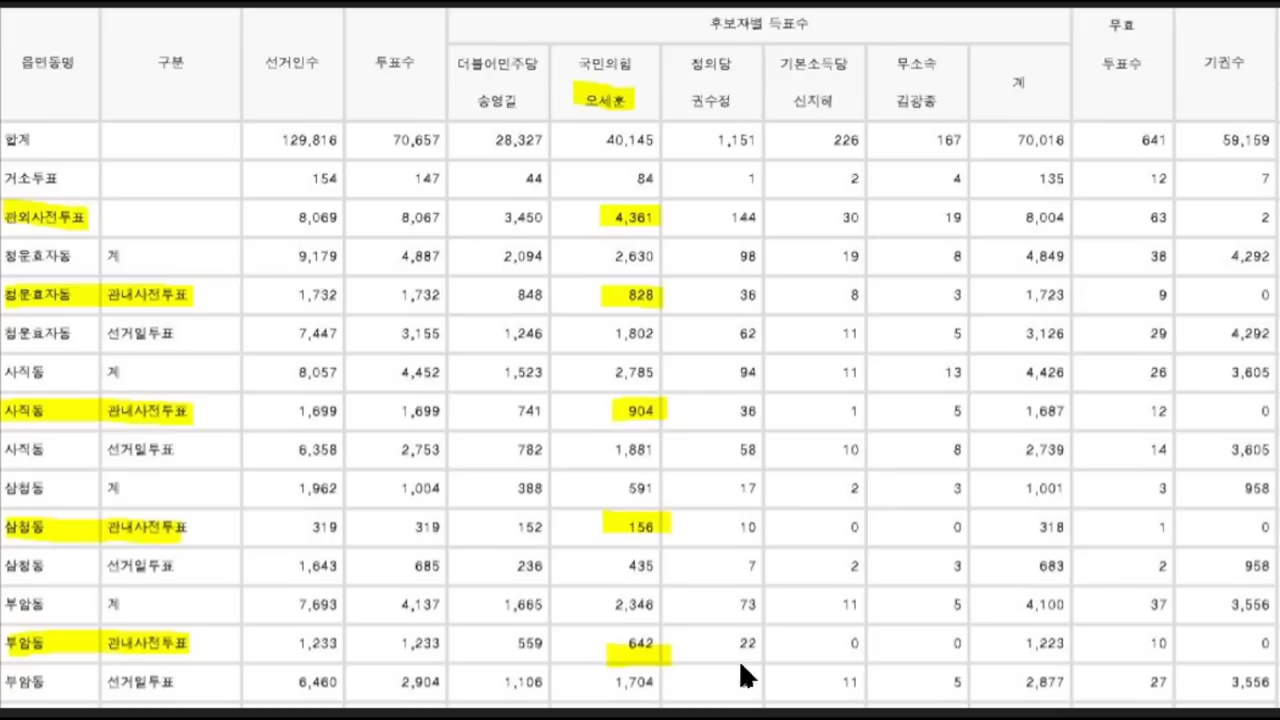 읍면동명 구분 선거인수 투표수 후보자별 득표수 무효 투표수 기권수
더불어민주당 송영길 국민의힘 오세훈 정의당 권수정 기본소득당 신지혜 무소속 김광종 계
합계 129,816 70,657 28,327 40,145 1,151 226 167 70,016 641 59,159
거소투표 154 147 44 84 1 2 4 135 12 7
관외사전투표 8,069 8,067 3,450 4,361 144 30 19 8,004 63 2
청운효자동 계 9,179 4,887 2,094 2,630 98 19 8 4,849 38 4,292
청운효자동 관내사전투표 1,732 1,732 848 828 36 8 3 1,723 9 0
청운효자동 선거일투표 7,447 3,155 1,246 1,802 62 11 5 3,126 29 4,292
사직동 계 8,057 4,452 1,523 2,785 94 11 13 4,426 26 3,605
사직동 관내사전투표 1,699 1,699 741 904 36 1 5 1,687 12 0
사직동 선거일투표 6,358 2,753 782 1,881 58 10 8 2,739 14 3,605
삼청동 계 1,962 1,004 388 591 17 2 3 1,001 3 958
삼청동 관내사전투표 319 319 152 156 10 0 0 318 1 0
삼청동 선거일투표 1,643 685 236 435 7 2 3 683 2 958
부암동 계 7,693 4,137 1,665 2,346 73 11 5 4,100 37 3,556
부암동 관내사전투표 1,233 1,233 559 642 22 0 0 1,223 10 0
부암동 선거일투표 6,460 2,904 1,106 1,704 11 5 2,877 27 3,556